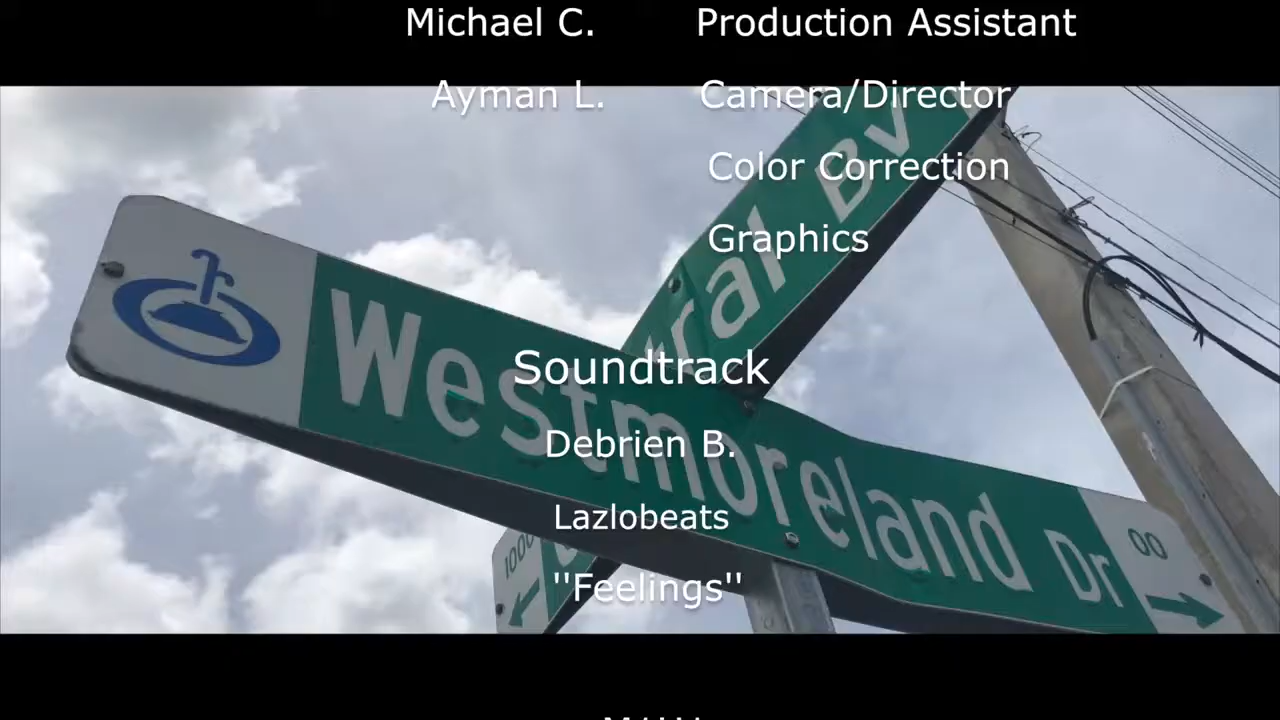 Michael C. Production Assistant
Ayman L. Camera/Director
Color Correction
Graphics
Soundtrack
Debrien B.
Lazlobeats
"Feelings"
Westmoreland Dr
00
1000